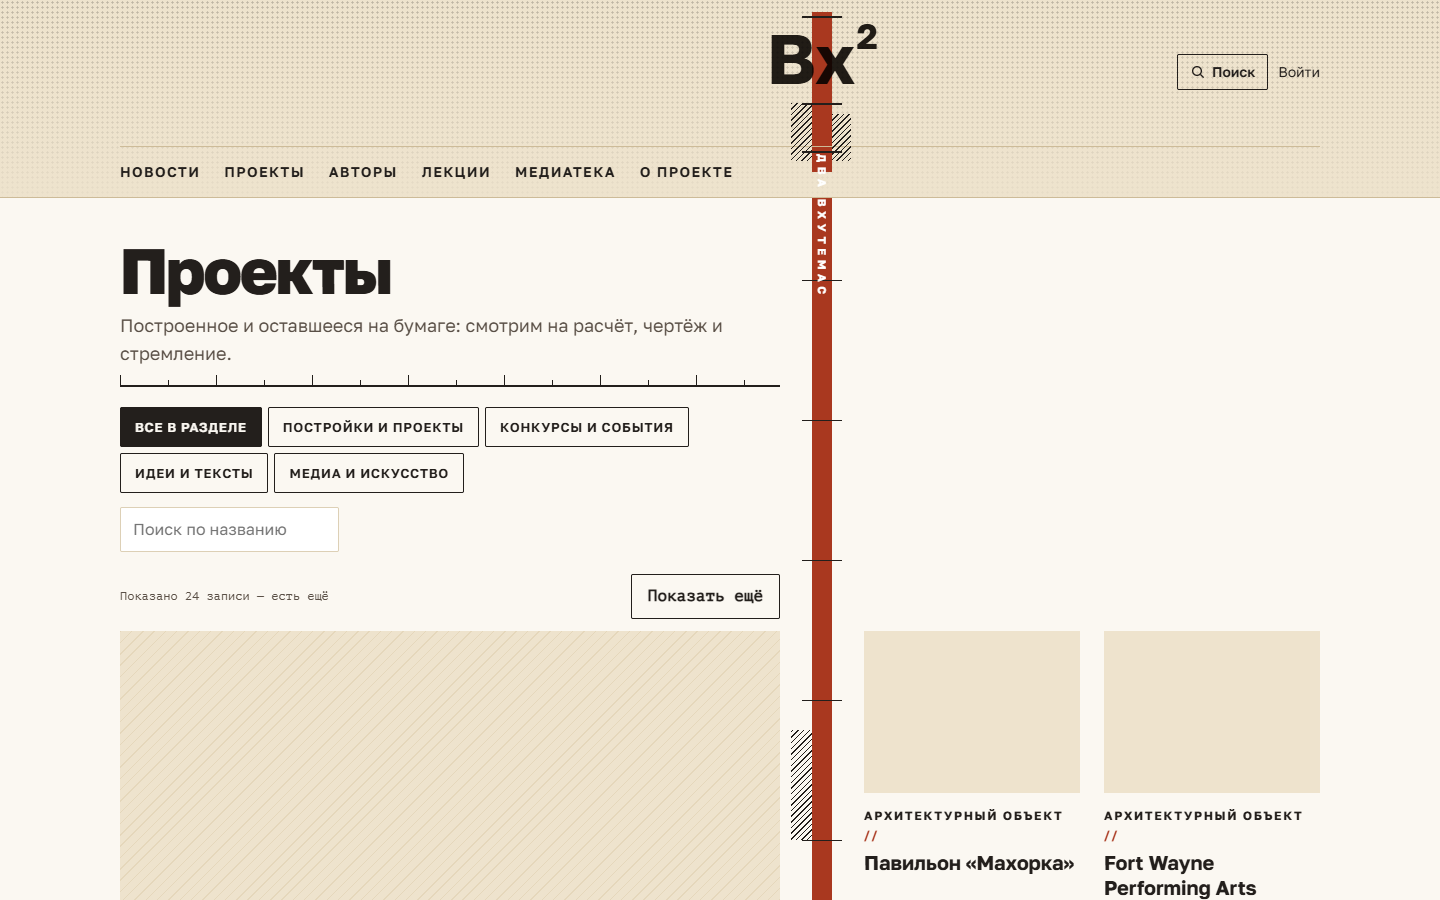 Вх²
Поиск
Войти
НОВОСТИ ПРОЕКТЫ АВТОРЫ ЛЕКЦИИ МЕДИАТЕКА О ПРОЕКТЕ
ДВА ВХУТЕМАС
Проекты
Построенное и оставшееся на бумаге: смотрим на расчёт, чертёж и
стремление.
ВСЕ В РАЗДЕЛЕ ПОСТРОЙКИ И ПРОЕКТЫ КОНКУРСЫ И СОБЫТИЯ
ИДЕИ И ТЕКСТЫ МЕДИА И ИСКУССТВО
Поиск по названию
Показано 24 записи — есть ещё
Показать ещё
АРХИТЕКТУРНЫЙ ОБЪЕКТ
//
Павильон «Махорка»
АРХИТЕКТУРНЫЙ ОБЪЕКТ
//
Fort Wayne
Performing Arts